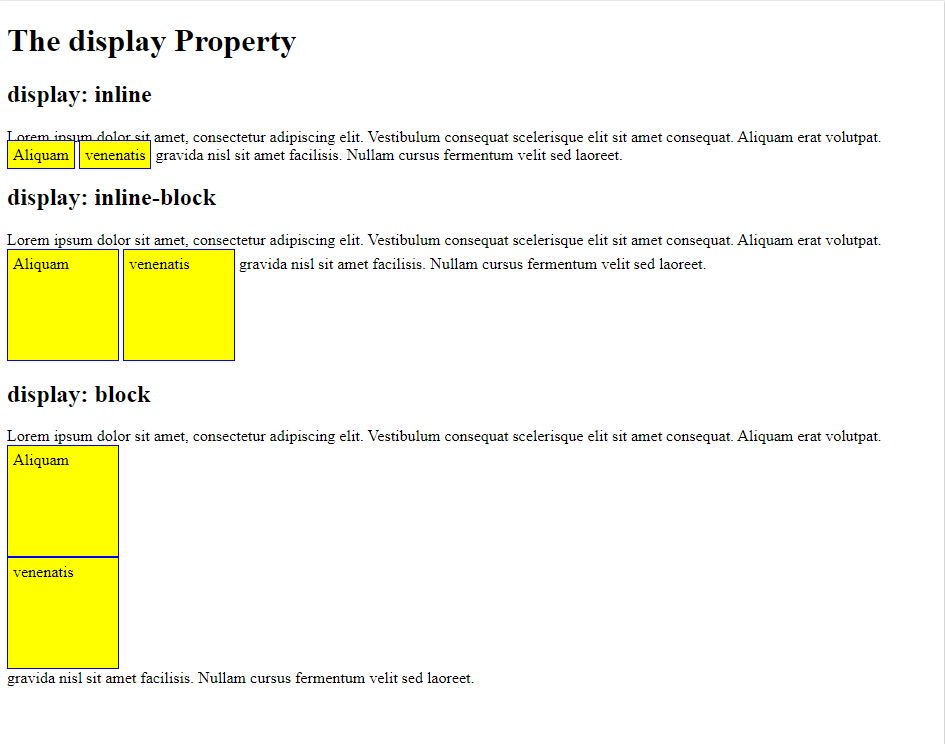 The display Property
display: inline
Lorem ipsum dolor sit amet, consectetur adipiscing elit. Vestibulum consequat scelerisque elit sit amet consequat. Aliquam erat volutpat.
Aliquam venenatis gravida nisl sit amet facilisis. Nullam cursus fermentum velit sed laoreet.
display: inline-block
Lorem ipsum dolor sit amet, consectetur adipiscing elit. Vestibulum consequat scelerisque elit sit amet consequat. Aliquam erat volutpat.
Aliquam venenatis gravida nisl sit amet facilisis. Nullam cursus fermentum velit sed laoreet.
display: block
Lorem ipsum dolor sit amet, consectetur adipiscing elit. Vestibulum consequat scelerisque elit sit amet consequat. Aliquam erat volutpat.
Aliquam
venenatis
gravida nisl sit amet facilisis. Nullam cursus fermentum velit sed laoreet.